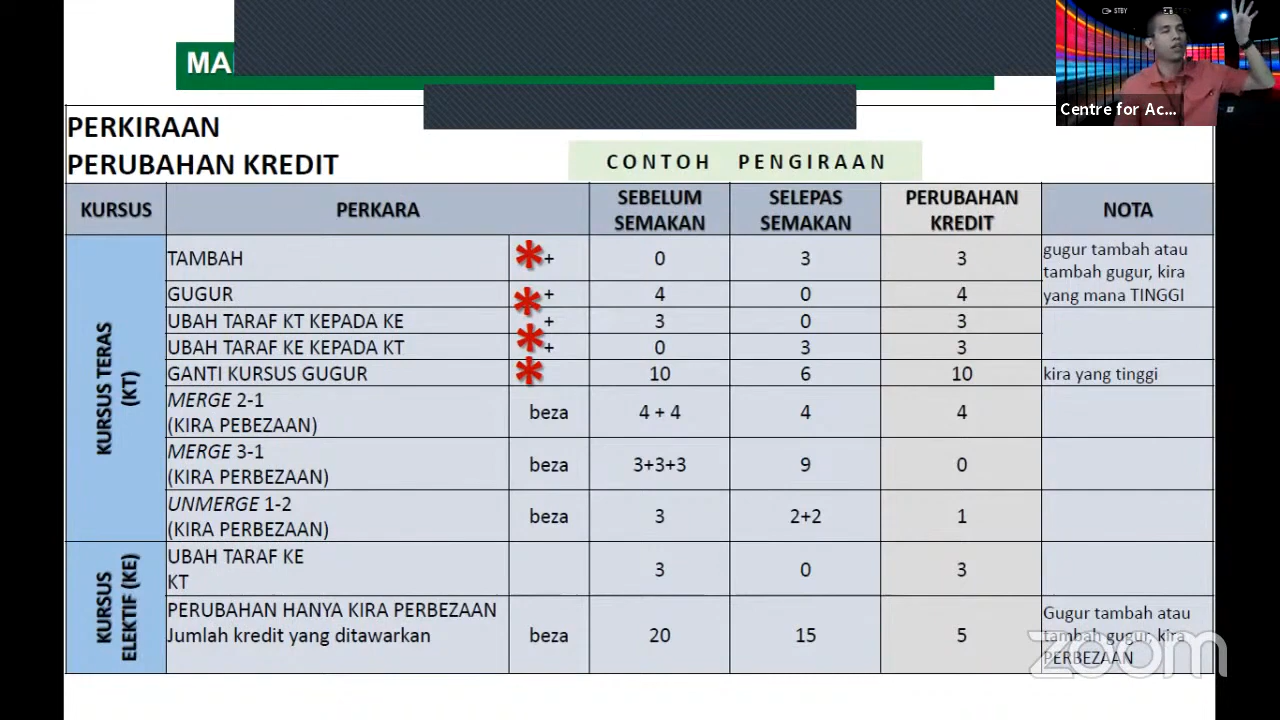 STBY
MA
Centre for Ac...
PERKIRAAN
PERUBAHAN KREDIT
CONTOH PENGIRAAN
KURSUS PERKARA SEBELUM SEMAKAN SELEPAS SEMAKAN PERUBAHAN KREDIT NOTA
KURSUS TERAS (KT)
TAMBAH * + 0 3 3 gugur tambah atau tambah gugur, kira yang mana TINGGI
GUGUR * + 4 0 4
UBAH TARAF KT KEPADA KE + 3 0 3
UBAH TARAF KE KEPADA KT * + 0 3 3
GANTI KURSUS GUGUR * 10 6 10 kira yang tinggi
MERGE 2-1
(KIRA PEBEZAAN) beza 4 + 4 4 4
MERGE 3-1
(KIRA PERBEZAAN) beza 3+3+3 9 0
UNMERGE 1-2
(KIRA PERBEZAAN) beza 3 2+2 1
KURSUS ELEKTIF (KE)
UBAH TARAF KE
KT 3 0 3
PERUBAHAN HANYA KIRA PERBEZAAN
Jumlah kredit yang ditawarkan beza 20 15 5
Gugur tambah atau
tambah gugur, kira
PERBEZAAN
zoom